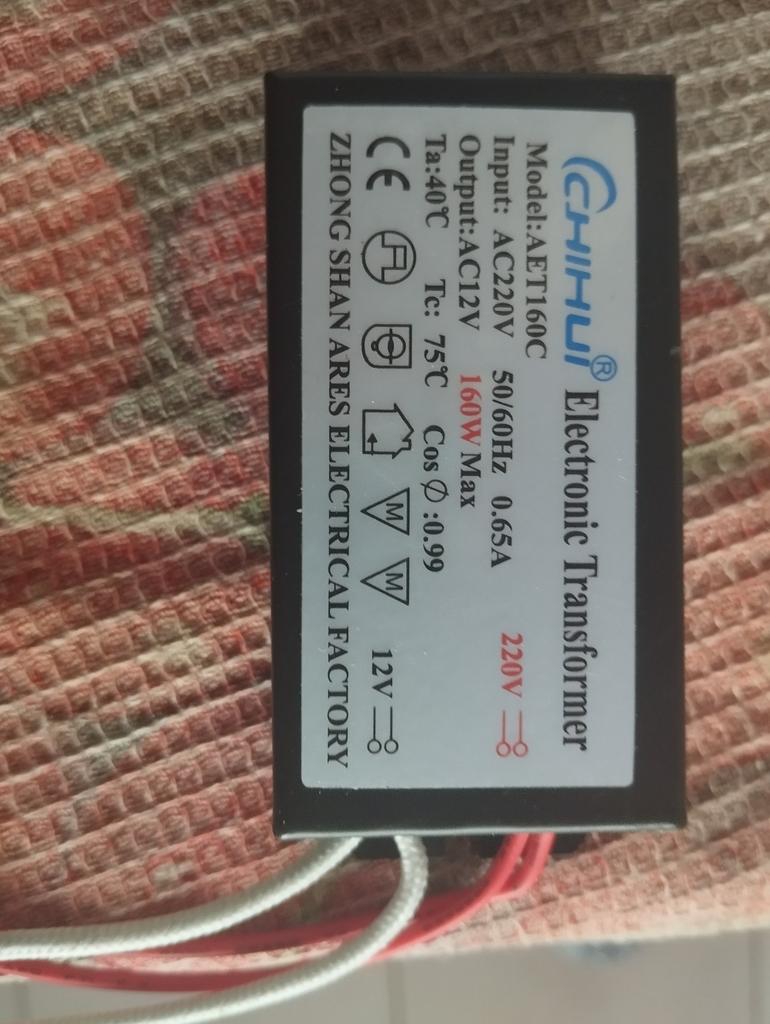 CHIHUI® Electronic Transformer
Model:AET160C
Input: AC220V 50/60Hz 0.65A 220V
Output:AC12V 160W Max
Ta:40℃ Tc: 75℃ Cos∅:0.99
CE M M 12V
ZHONG SHAN ARES ELECTRICAL FACTORY